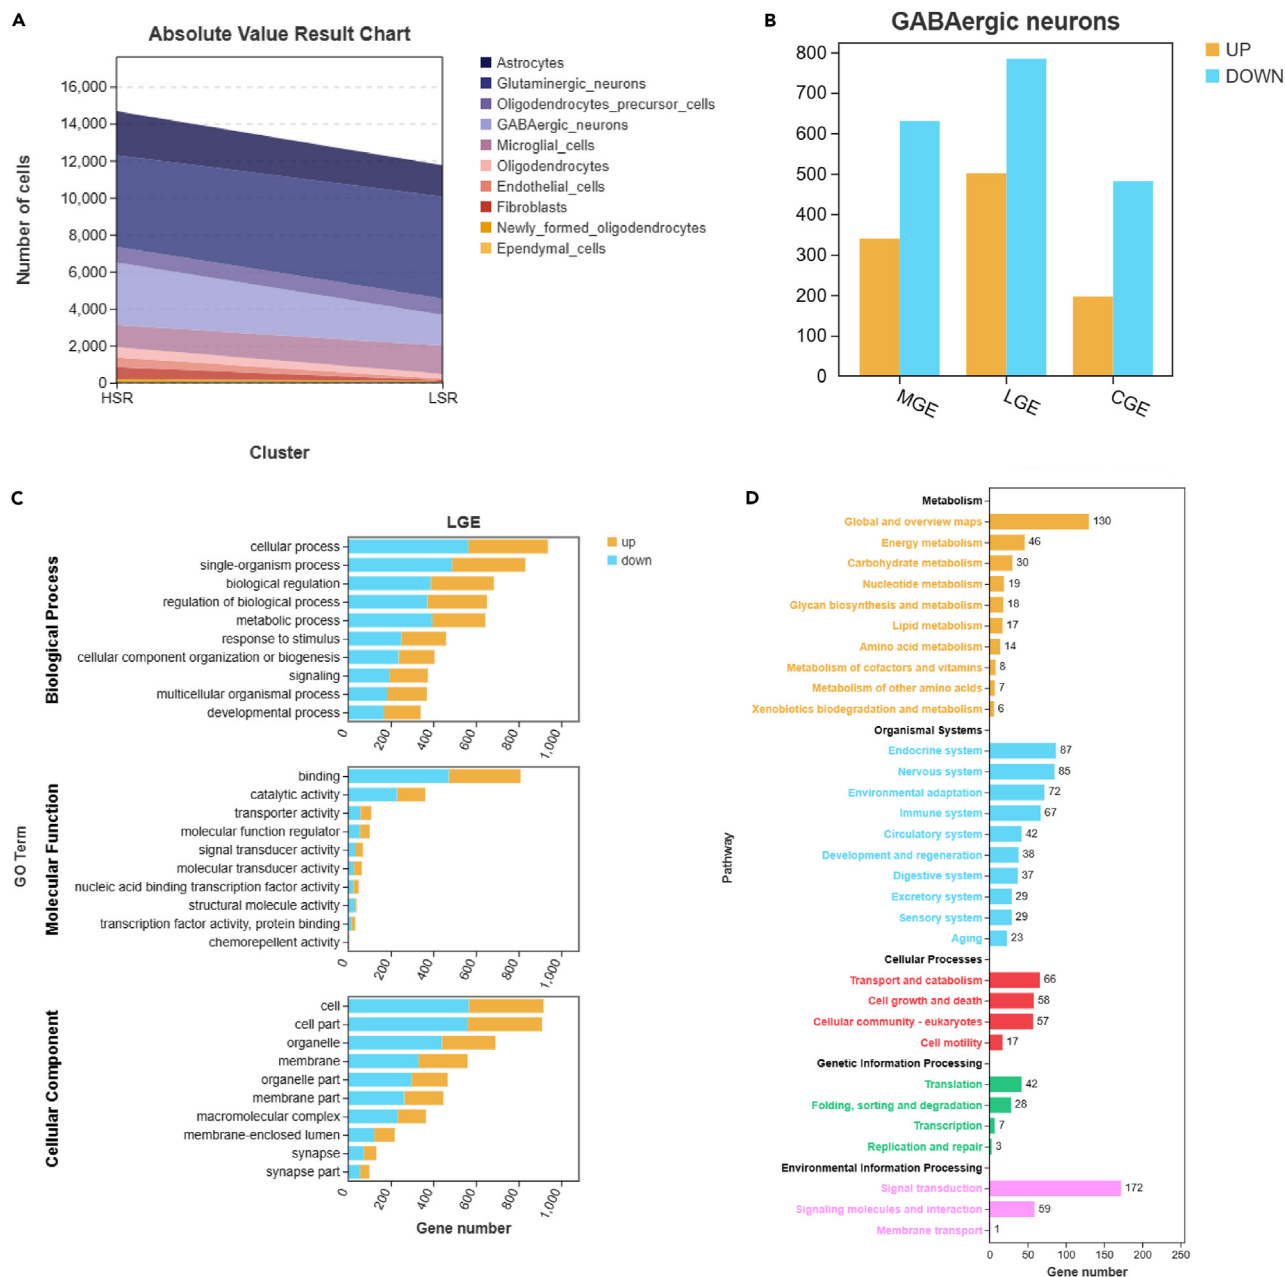 A
Absolute Value Result Chart
Number of cells
16,000
14,000
12,000
10,000
8,000
6,000
4,000
2,000
0
HSR
LSR
Cluster
Astrocytes
Glutaminergic_neurons
Oligodendrocytes_precursor_cells
GABAergic_neurons
Microglial_cells
Oligodendrocytes
Endothelial_cells
Fibroblasts
Newly_formed_oligodendrocytes
Ependymal_cells
B
GABAergic neurons
UP
DOWN
800
700
600
500
400
300
200
100
0
MGE
LGE
CGE
C
LGE
up
down
GO Term
Biological Process
cellular process
single-organism process
biological regulation
regulation of biological process
metabolic process
response to stimulus
cellular component organization or biogenesis
signaling
multicellular organismal process
developmental process
0
200
400
600
800
1,000
Molecular Function
binding
catalytic activity
transporter activity
molecular function regulator
signal transducer activity
molecular transducer activity
nucleic acid binding transcription factor activity
structural molecule activity
transcription factor activity, protein binding
chemorepellent activity
0
200
400
600
800
1,000
Cellular Component
cell
cell part
organelle
membrane
organelle part
membrane part
macromolecular complex
membrane-enclosed lumen
synapse
synapse part
0
200
400
600
800
1,000
Gene number
D
Pathway
Metabolism
Global and overview maps 130
Energy metabolism 46
Carbohydrate metabolism 30
Nucleotide metabolism 19
Glycan biosynthesis and metabolism 18
Lipid metabolism 17
Amino acid metabolism 14
Metabolism of cofactors and vitamins 8
Metabolism of other amino acids 7
Xenobiotics biodegradation and metabolism 6
Organismal Systems
Endocrine system 87
Nervous system 85
Environmental adaptation 72
Immune system 67
Circulatory system 42
Development and regeneration 38
Digestive system 37
Excretory system 29
Sensory system 29
Aging 23
Cellular Processes
Transport and catabolism 66
Cell growth and death 58
Cellular community - eukaryotes 57
Cell motility 17
Genetic Information Processing
Translation 42
Folding, sorting and degradation 28
Transcription 7
Replication and repair 3
Environmental Information Processing
Signal transduction 172
Signaling molecules and interaction 59
Membrane transport 1
0 50 100 150 200 250
Gene number